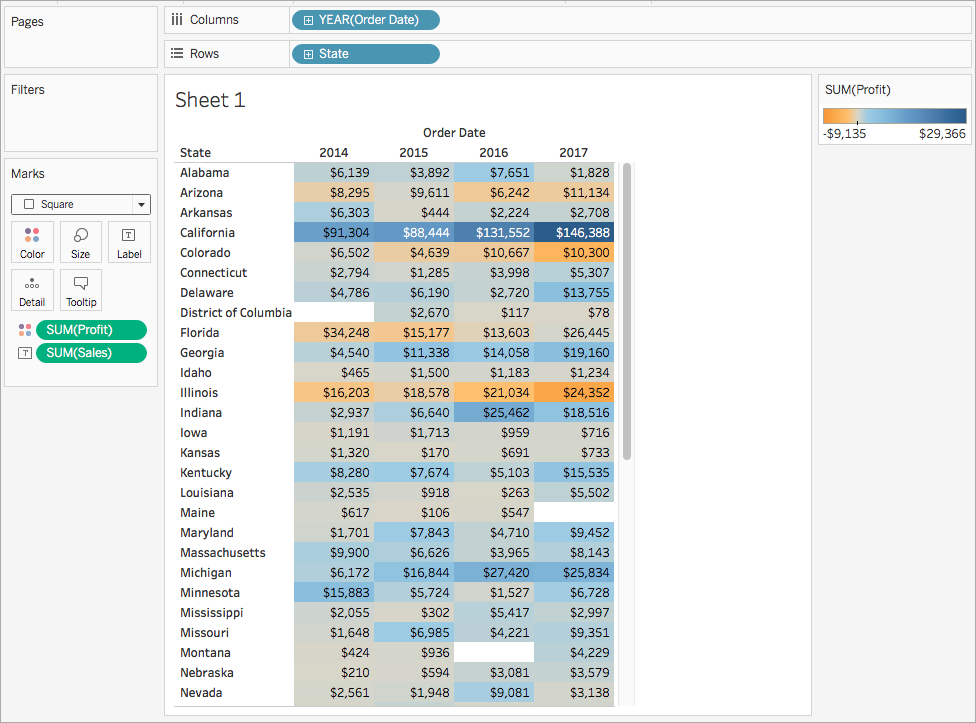 Pages
Columns
YEAR(Order Date)
Rows
State
Filters
Marks
Square
Color Size Label
Detail Tooltip
SUM(Profit)
T SUM(Sales)
Sheet 1
Order Date
State 2014 2015 2016 2017
Alabama $6,139 $3,892 $7,651 $1,828
Arizona $8,295 $9,611 $6,242 $11,134
Arkansas $6,303 $444 $2,224 $2,708
California $91,304 $88,444 $131,552 $146,388
Colorado $6,502 $4,639 $10,667 $10,300
Connecticut $2,794 $1,285 $3,998 $5,307
Delaware $4,786 $6,190 $2,720 $13,755
District of Columbia $2,670 $117 $78
Florida $34,248 $15,177 $13,603 $26,445
Georgia $4,540 $11,338 $14,058 $19,160
Idaho $465 $1,500 $1,183 $1,234
Illinois $16,203 $18,578 $21,034 $24,352
Indiana $2,937 $6,640 $25,462 $18,516
Iowa $1,191 $1,713 $959 $716
Kansas $1,320 $170 $691 $733
Kentucky $8,280 $7,674 $5,103 $15,535
Louisiana $2,535 $918 $263 $5,502
Maine $617 $106 $547
Maryland $1,701 $7,843 $4,710 $9,452
Massachusetts $9,900 $6,626 $3,965 $8,143
Michigan $6,172 $16,844 $27,420 $25,834
Minnesota $15,883 $5,724 $1,527 $6,728
Mississippi $2,055 $302 $5,417 $2,997
Missouri $1,648 $6,985 $4,221 $9,351
Montana $424 $936 $4,229
Nebraska $210 $594 $3,081 $3,579
Nevada $2,561 $1,948 $9,081 $3,138
SUM(Profit)
-$9,135 $29,366